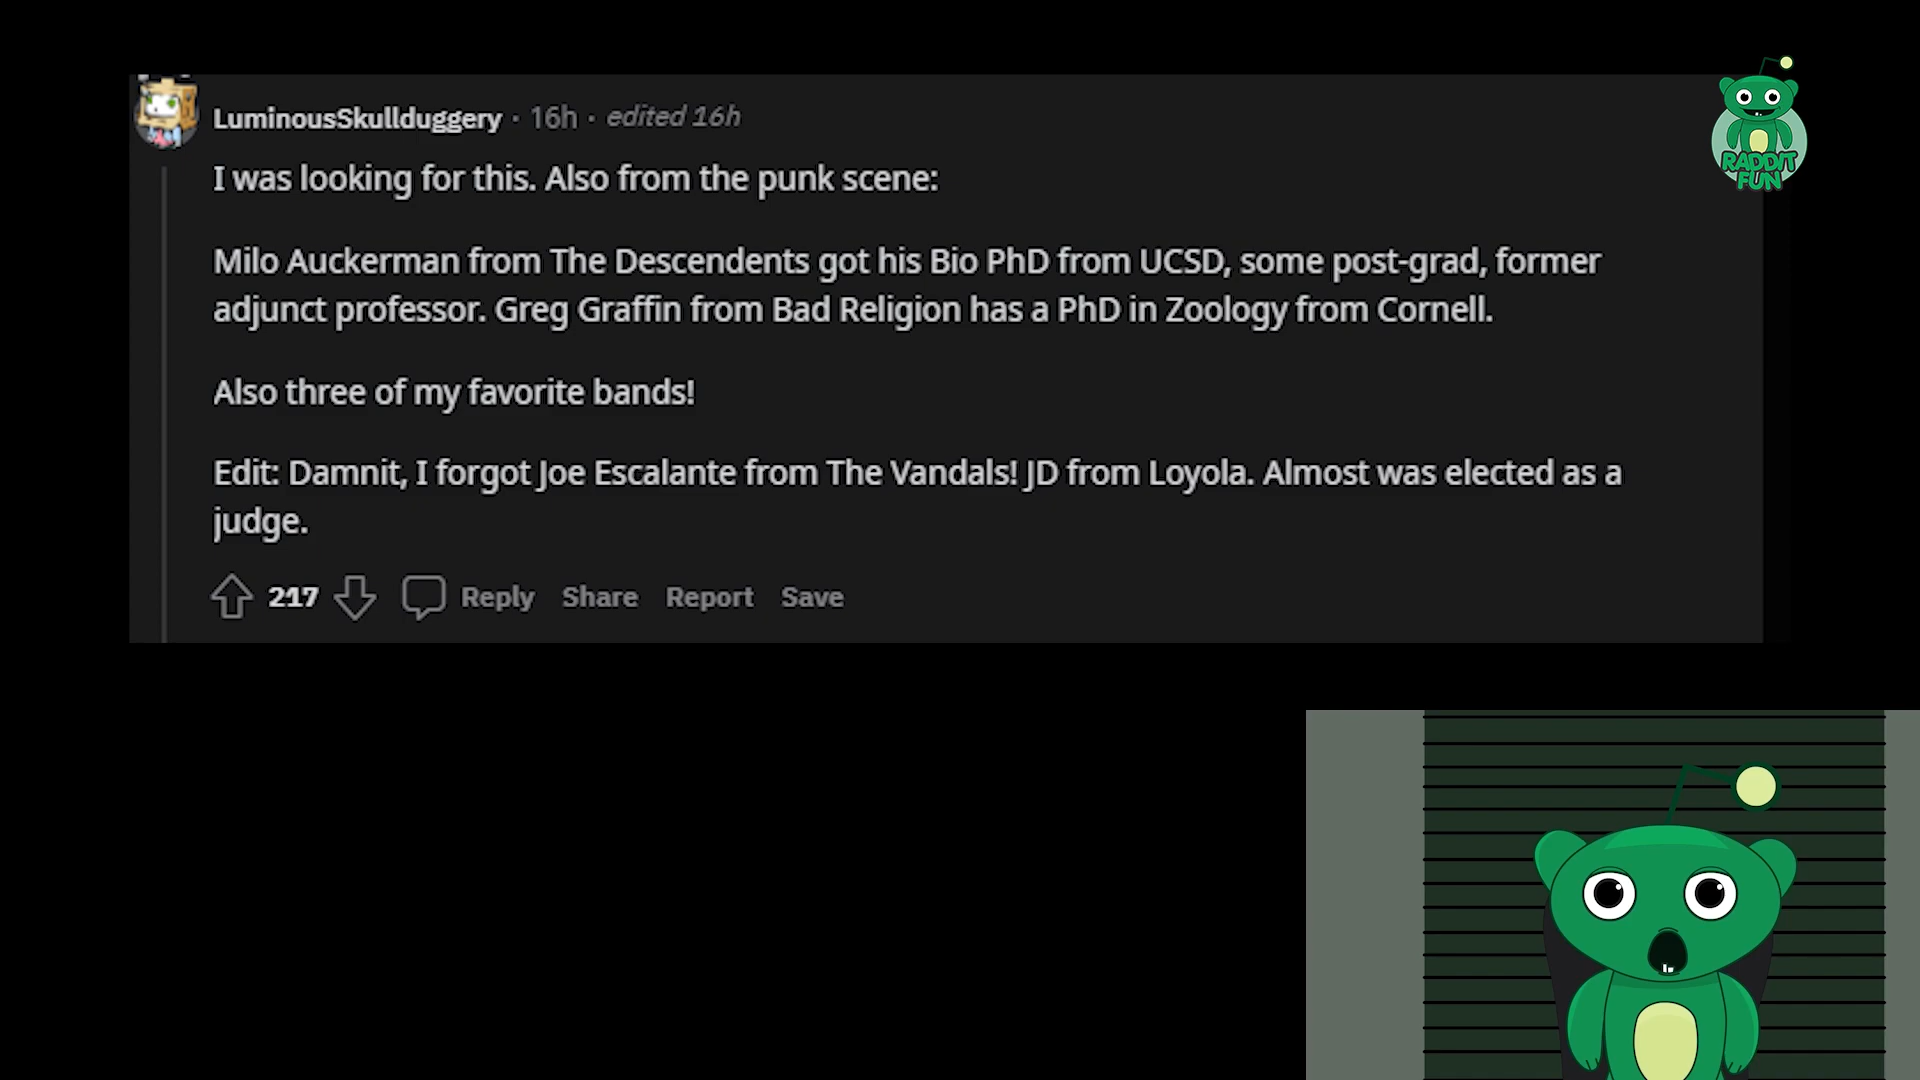 LuminousSkullduggery · 16h · edited 16h
I was looking for this. Also from the punk scene:
Milo Auckerman from The Descendents got his Bio PhD from UCSD, some post-grad, former
adjunct professor. Greg Graffin from Bad Religion has a PhD in Zoology from Cornell.
Also three of my favorite bands!
Edit: Damnit, I forgot Joe Escalante from The Vandals! JD from Loyola. Almost was elected as a
judge.
217 Reply Share Report Save
RADDIT
FUN